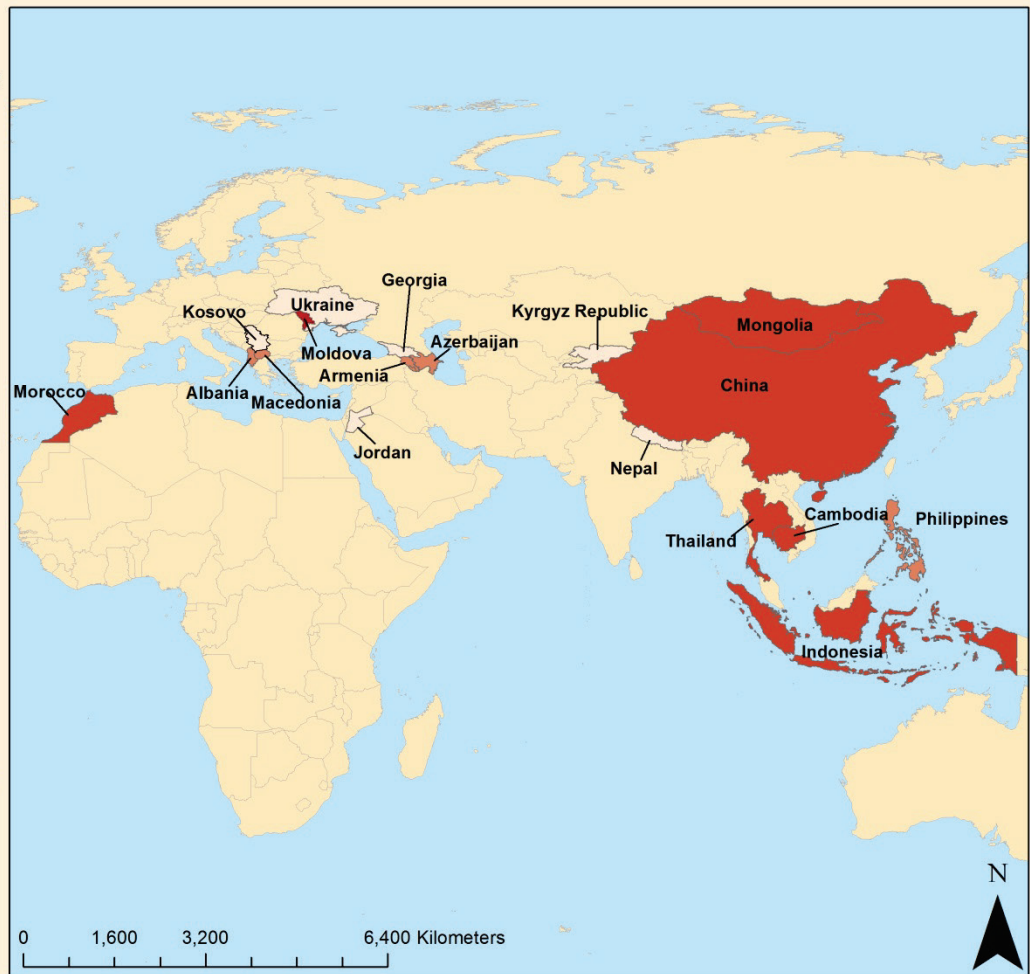 Georgia
Kosovo
Ukraine
Kyrgyz Republic
Mongolia
Moldova
Azerbaijan
Armenia
China
Morocco
Albania
Macedonia
Jordan
Nepal
Cambodia
Philippines
Thailand
Indonesia
N
0 1,600 3,200 6,400 Kilometers